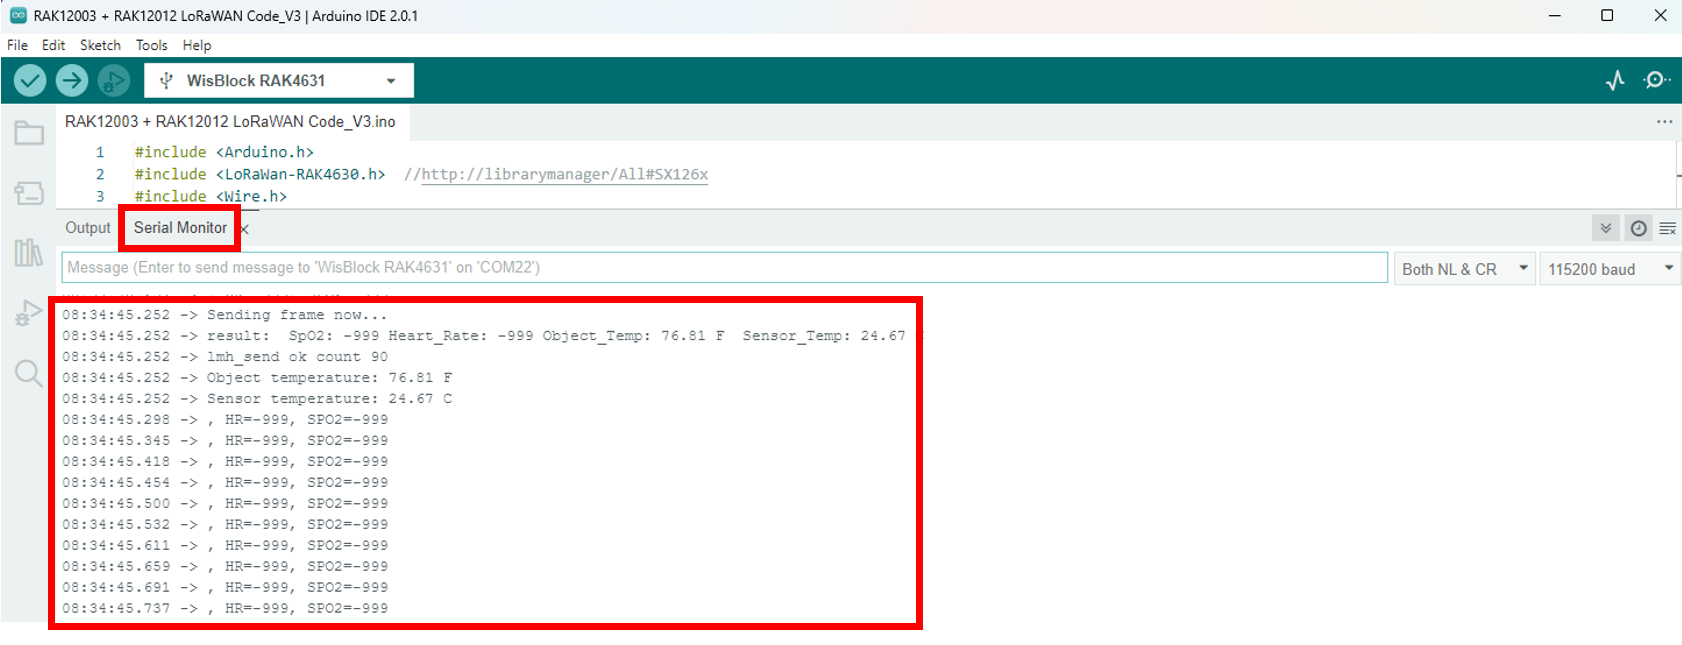 RAK12003 + RAK12012 LoRaWAN Code_V3 | Arduino IDE 2.0.1
File Edit Sketch Tools Help
WisBlock RAK4631
RAK12003 + RAK12012 LoRaWAN Code_V3.ino
1 #include <Arduino.h>
2 #include <LoRaWan-RAK4630.h> //http://librarymanager/All#SX126x
3 #include <Wire.h>
Output Serial Monitor
Message (Enter to send message to 'WisBlock RAK4631' on 'COM22')
Both NL & CR 115200 baud
08:34:45.252 -> Sending frame now...
08:34:45.252 -> result: SpO2: -999 Heart_Rate: -999 Object_Temp: 76.81 F Sensor_Temp: 24.67
08:34:45.252 -> lmh_send ok count 90
08:34:45.252 -> Object temperature: 76.81 F
08:34:45.252 -> Sensor temperature: 24.67 C
08:34:45.298 -> , HR=-999, SPO2=-999
08:34:45.345 -> , HR=-999, SPO2=-999
08:34:45.418 -> , HR=-999, SPO2=-999
08:34:45.454 -> , HR=-999, SPO2=-999
08:34:45.500 -> , HR=-999, SPO2=-999
08:34:45.532 -> , HR=-999, SPO2=-999
08:34:45.611 -> , HR=-999, SPO2=-999
08:34:45.659 -> , HR=-999, SPO2=-999
08:34:45.691 -> , HR=-999, SPO2=-999
08:34:45.737 -> , HR=-999, SPO2=-999